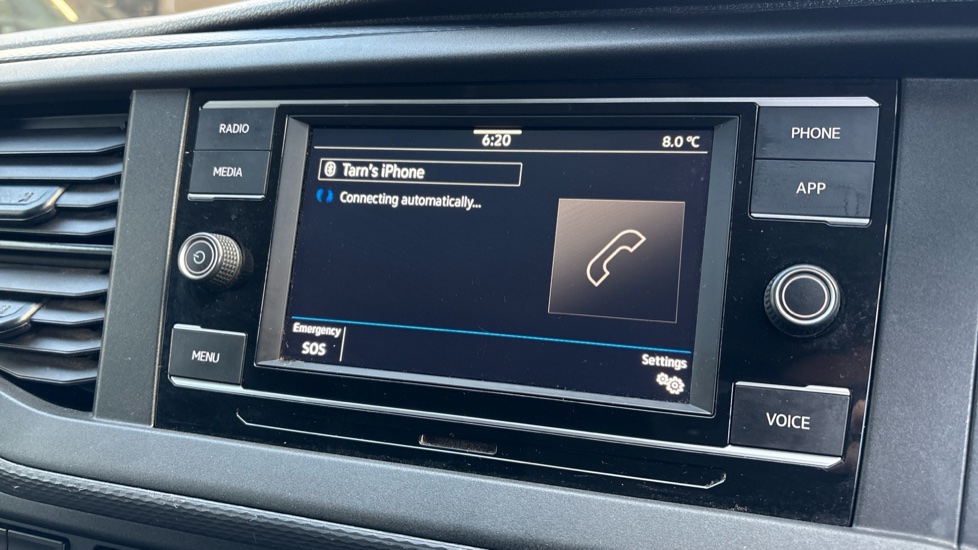 RADIO
MEDIA
MENU
6:20
8.0 °C
Tarn's iPhone
Connecting automatically...
Emergency
SOS
Settings
PHONE
APP
VOICE